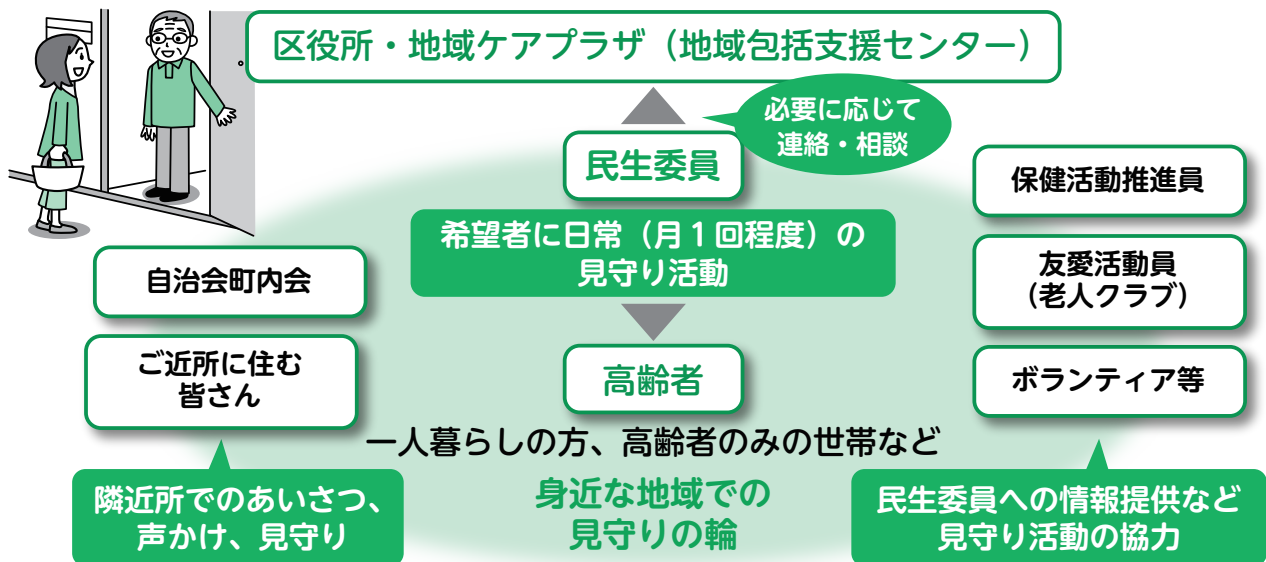 区役所・地域ケアプラザ（地域包括支援センター）
必要に応じて
連絡・相談
民生委員
希望者に日常（月１回程度）の
見守り活動
自治会町内会
ご近所に住む
皆さん
隣近所でのあいさつ、
声かけ、見守り
高齢者
一人暮らしの方、高齢者のみの世帯など
身近な地域での
見守りの輪
保健活動推進員
友愛活動員
（老人クラブ）
ボランティア等
民生委員への情報提供など
見守り活動の協力